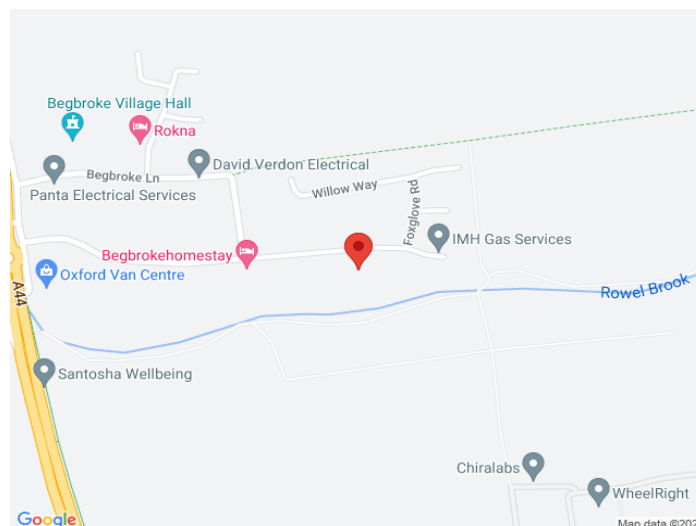 Begbroke Village Hall
Rokna
David Verdon Electrical
Begbroke Ln
Panta Electrical Services
Willow Way
Foxglove Rd
IMH Gas Services
Begbrokehomestay
Oxford Van Centre
A44
Rowel Brook
Santosha Wellbeing
Chiralabs
WheelRight
Google
Map data ©202